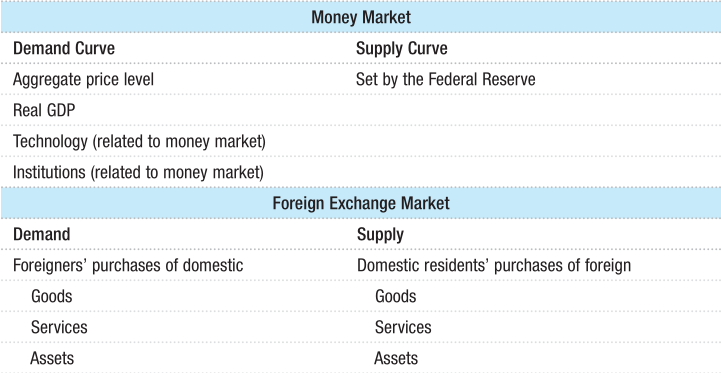 Money Market
Demand Curve Supply Curve
Aggregate price level Set by the Federal Reserve
Real GDP
Technology (related to money market)
Institutions (related to money market)
Foreign Exchange Market
Demand Supply
Foreigners’ purchases of domestic Domestic residents’ purchases of foreign
Goods Goods
Services Services
Assets Assets